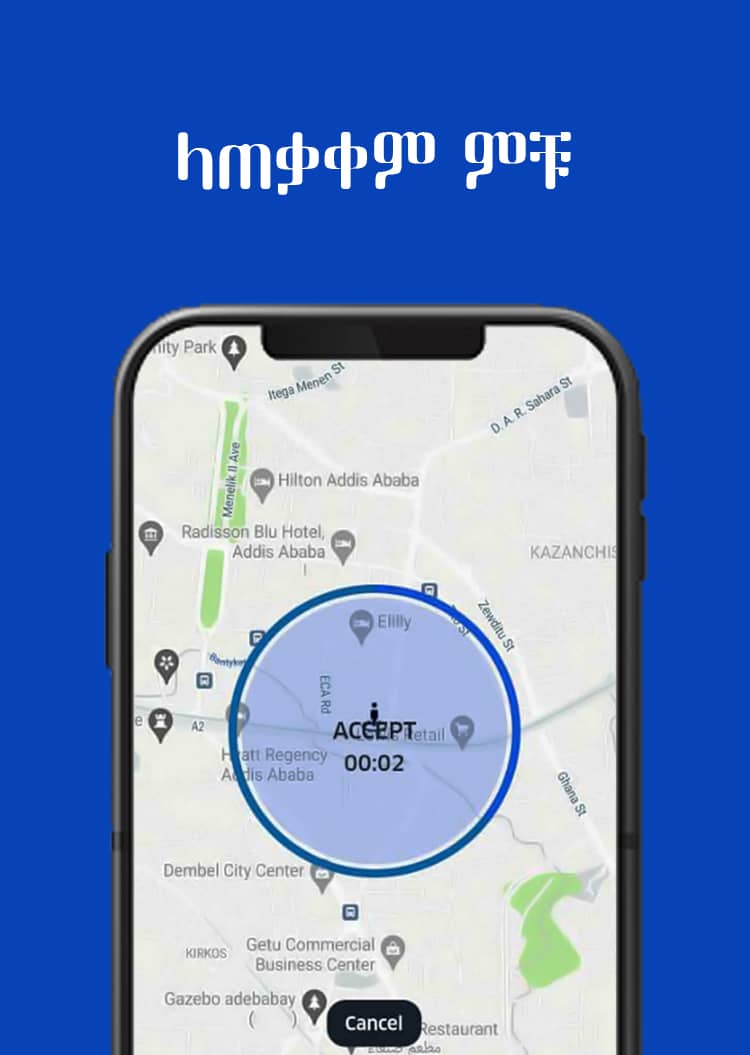 ላጠቃቀም ምቹ
nity Park
Itega Menen St
D. A. R. Sahara St
Menelik II Ave
Hilton Addis Ababa
Radisson Blu Hotel,
Addis Ababa
KAZANCHIS
Elilly
Zewditu St
ECA Rd
A2
ACCEPT
Retail
00:02
Hyatt Regency
Addis Ababa
Ghana St
Dembel City Center
KIRKOS
Getu Commercial
Business Center
Gazebo adebabay
( )
Cancel
Restaurant